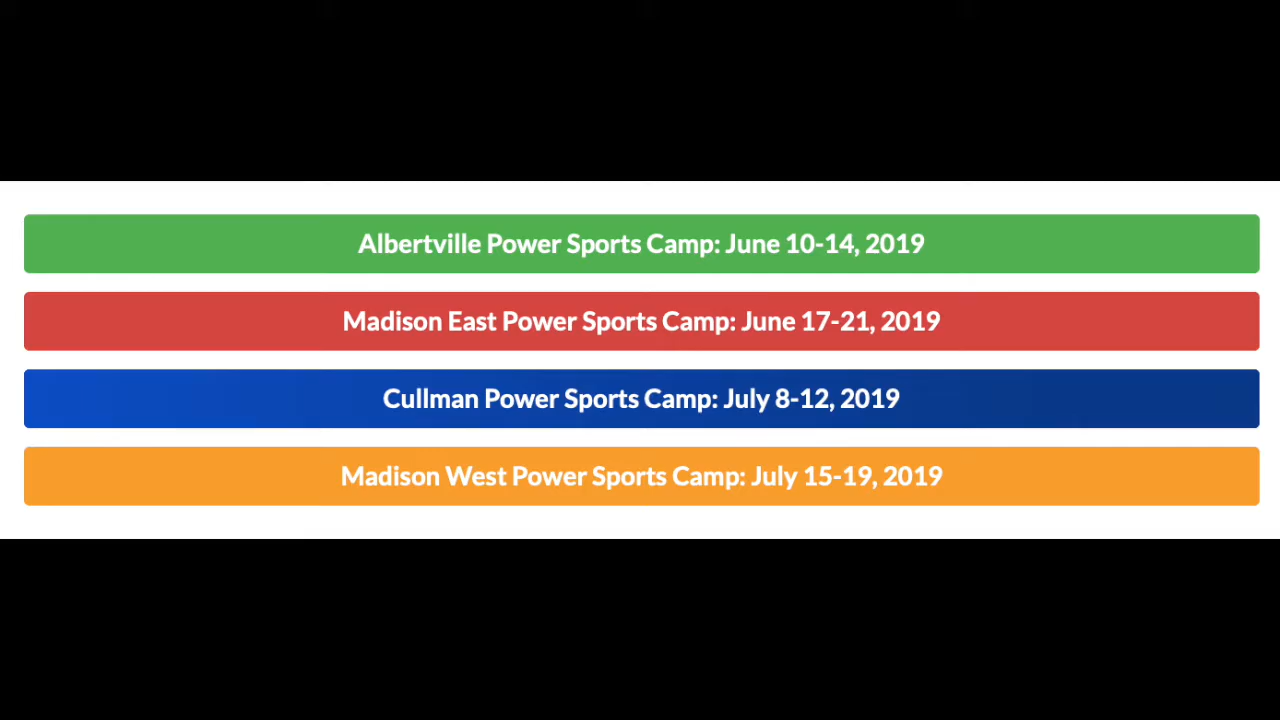 Albertville Power Sports Camp: June 10-14, 2019
Madison East Power Sports Camp: June 17-21, 2019
Cullman Power Sports Camp: July 8-12, 2019
Madison West Power Sports Camp: July 15-19, 2019